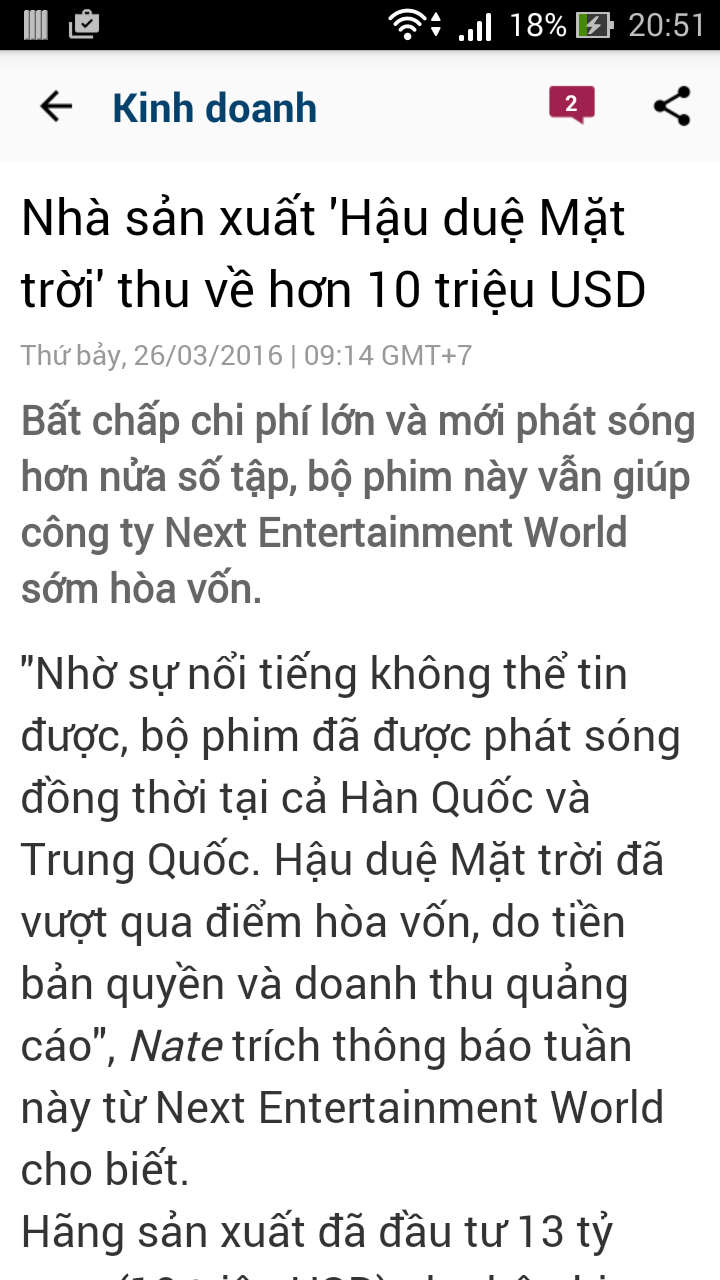 18% 20:51
Kinh doanh 2
Nhà sản xuất 'Hậu duệ Mặt
trời' thu về hơn 10 triệu USD
Thứ bảy, 26/03/2016 | 09:14 GMT+7
Bất chấp chi phí lớn và mới phát sóng
hơn nửa số tập, bộ phim này vẫn giúp
công ty Next Entertainment World
sớm hòa vốn.
"Nhờ sự nổi tiếng không thể tin
được, bộ phim đã được phát sóng
đồng thời tại cả Hàn Quốc và
Trung Quốc. Hậu duệ Mặt trời đã
vượt qua điểm hòa vốn, do tiền
bản quyền và doanh thu quảng
cáo", Nate trích thông báo tuần
này từ Next Entertainment World
cho biết.
Hãng sản xuất đã đầu tư 13 tỷ